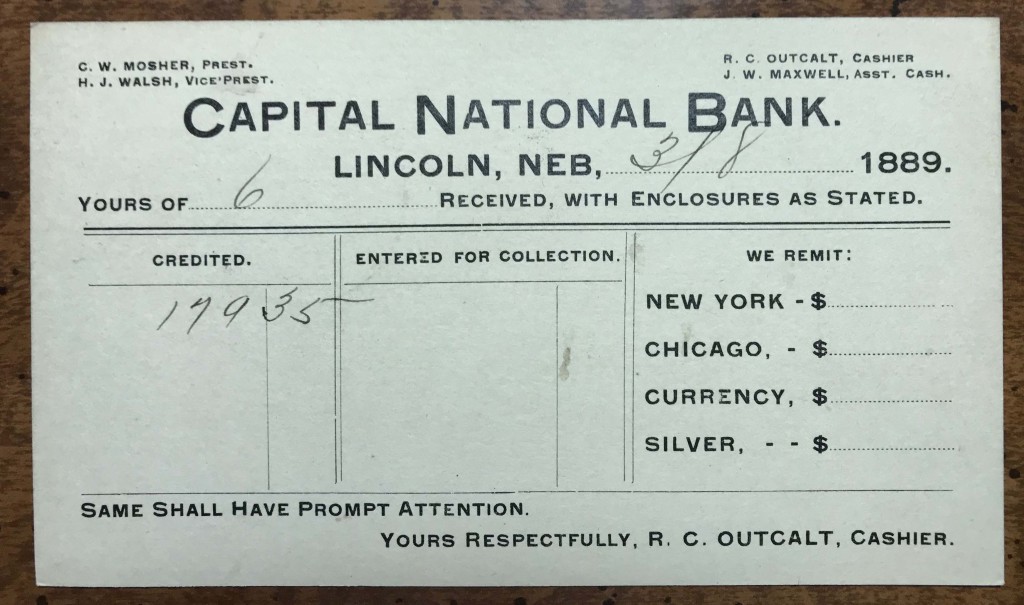 C. W. MOSHER, PREST.
H. J. WALSH, VICE PREST.
R. C. OUTCALT, CASHIER
J. W. MAXWELL, ASST. CASH.
CAPITAL NATIONAL BANK.
LINCOLN, NEB, 3/8 1889.
YOURS OF 6 RECEIVED, WITH ENCLOSURES AS STATED.
CREDITED.
179 35
ENTERED FOR COLLECTION.
WE REMIT:
NEW YORK - $
CHICAGO, - $
CURRENCY, $
SILVER, - - $
SAME SHALL HAVE PROMPT ATTENTION.
YOURS RESPECTFULLY, R. C. OUTCALT, CASHIER.